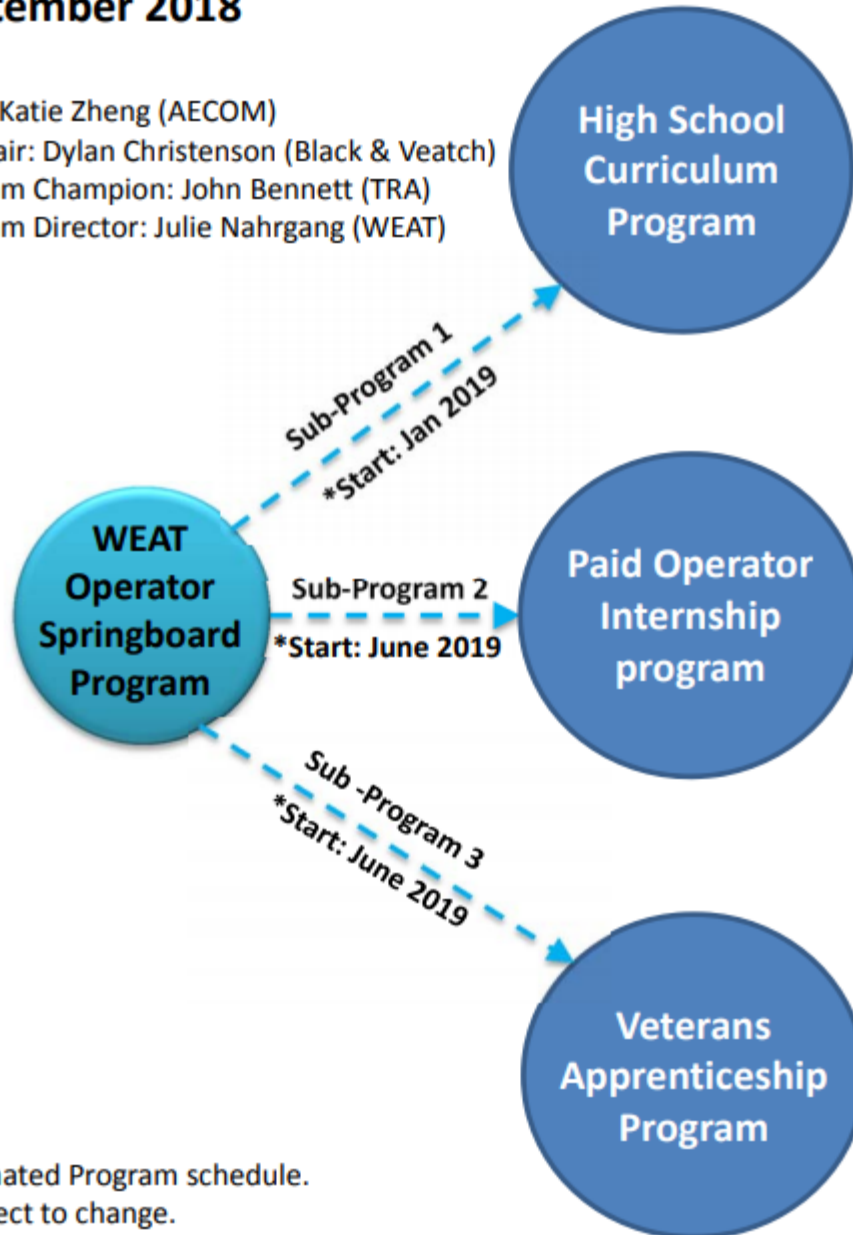 tember 2018
Katie Zheng (AECOM)
air: Dylan Christenson (Black & Veatch)
m Champion: John Bennett (TRA)
m Director: Julie Nahrgang (WEAT)
High School
Curriculum
Program
Sub-Program 1
*Start: Jan 2019
WEAT
Operator
Springboard
Program
Sub-Program 2
*Start: June 2019
Paid Operator
Internship
program
Sub -Program 3
*Start: June 2019
Veterans
Apprenticeship
Program
ated Program schedule.
ect to change.